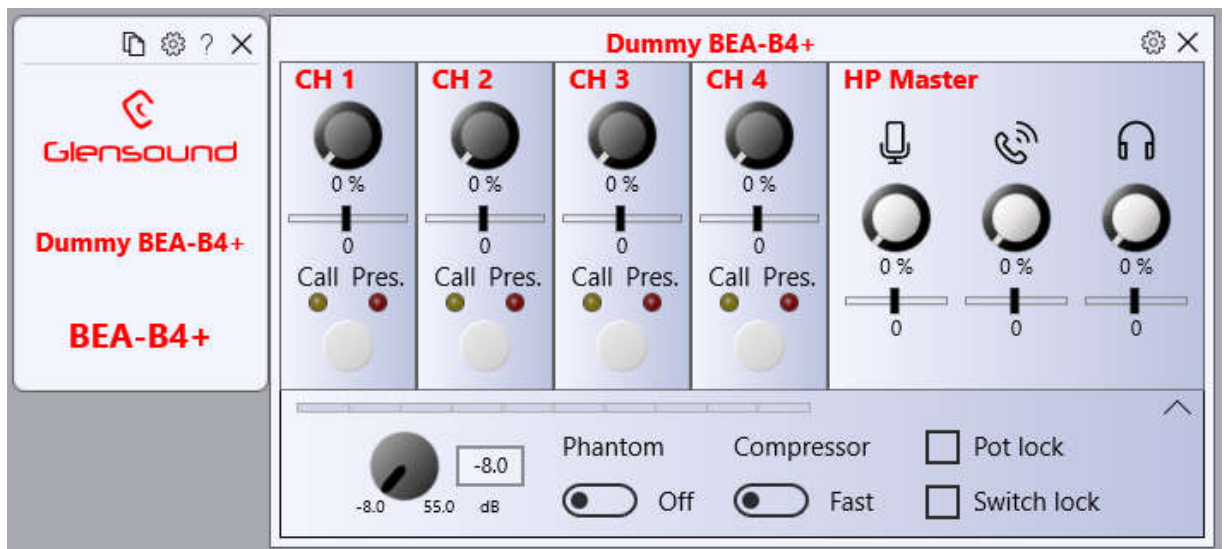 ?
Glensound
Dummy BEA-B4+
BEA-B4+
Dummy BEA-B4+
CH 1 CH 2 CH 3 CH 4 HP Master
0 % 0 % 0 % 0 %
0 0 0 0
0 % 0 % 0 %
Call Pres. Call Pres. Call Pres. Call Pres.
0 0 0
-8.0
-8.0 55.0 dB
Phantom Compressor Pot lock
Off Fast Switch lock